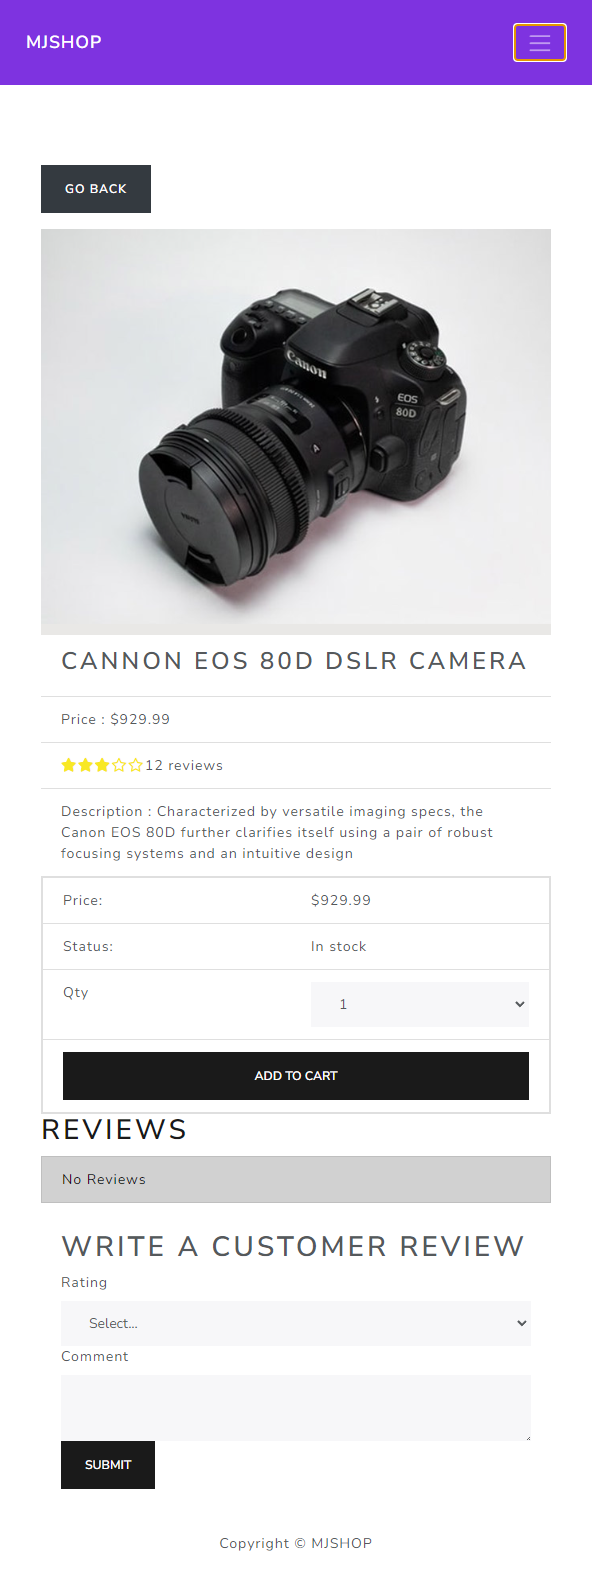 MJSHOP
GO BACK
Canon
EOS
80D
A
CANNON EOS 80D DSLR CAMERA
Price : $929.99
12 reviews
Description : Characterized by versatile imaging specs, the
Canon EOS 80D further clarifies itself using a pair of robust
focusing systems and an intuitive design
Price: $929.99
Status: In stock
Qty 1
ADD TO CART
REVIEWS
No Reviews
WRITE A CUSTOMER REVIEW
Rating
Select...
Comment
SUBMIT
Copyright © MJSHOP